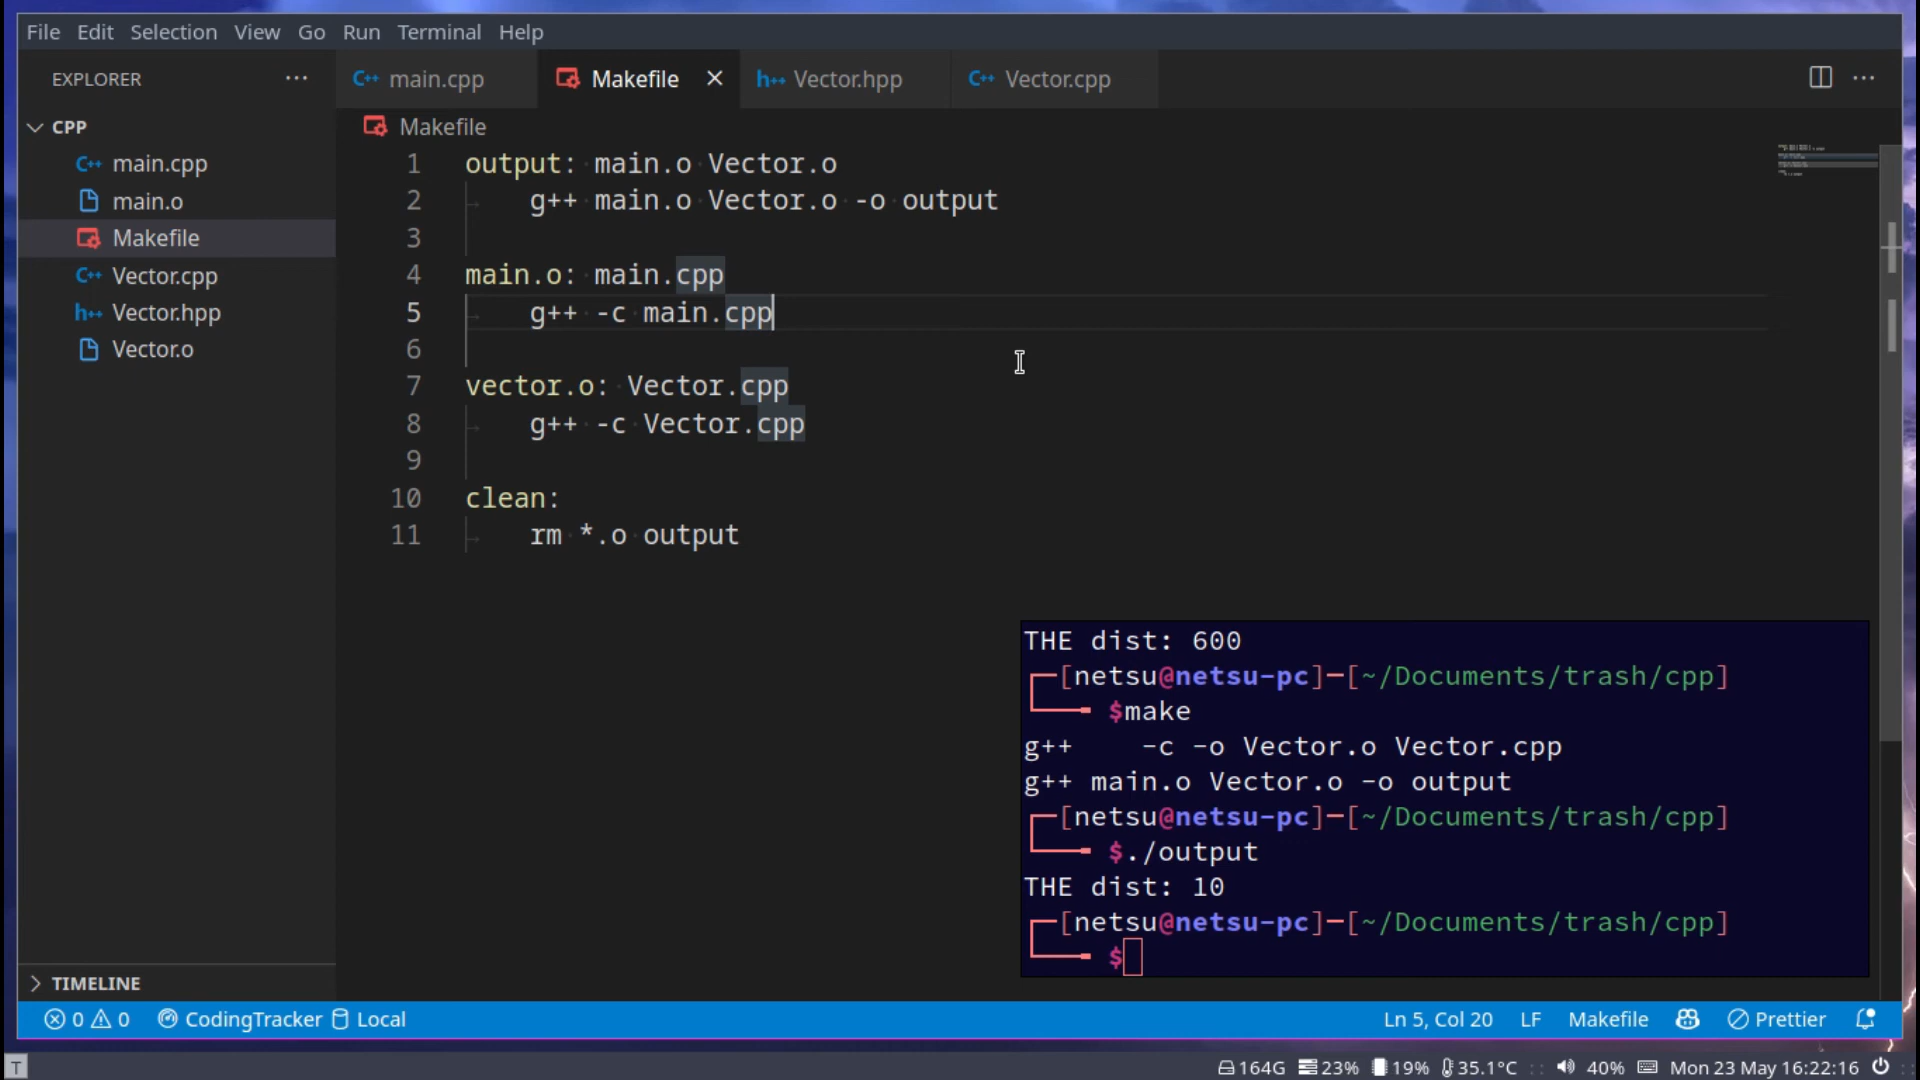 File Edit Selection View Go Run Terminal Help
EXPLORER ···
main.cpp Makefile × Vector.hpp Vector.cpp ···
CPP
main.cpp
main.o
Makefile
Vector.cpp
Vector.hpp
Vector.o
TIMELINE
Makefile
1 output: main.o Vector.o
2 g++ main.o Vector.o -o output
3
4 main.o: main.cpp
5 g++ -c main.cpp
6
7 vector.o: Vector.cpp
8 g++ -c Vector.cpp
9
10 clean:
11 rm *.o output
THE dist: 600
┌─[netsu@netsu-pc]─[~/Documents/trash/cpp]
└──╼ $make
g++    -c -o Vector.o Vector.cpp
g++ main.o Vector.o -o output
┌─[netsu@netsu-pc]─[~/Documents/trash/cpp]
└──╼ $./output
THE dist: 10
┌─[netsu@netsu-pc]─[~/Documents/trash/cpp]
└──╼ $
0 0 CodingTracker Local Ln 5, Col 20 LF Makefile Prettier
T 164G 23% 19% 35.1°C :: 40% Mon 23 May 16:22:16